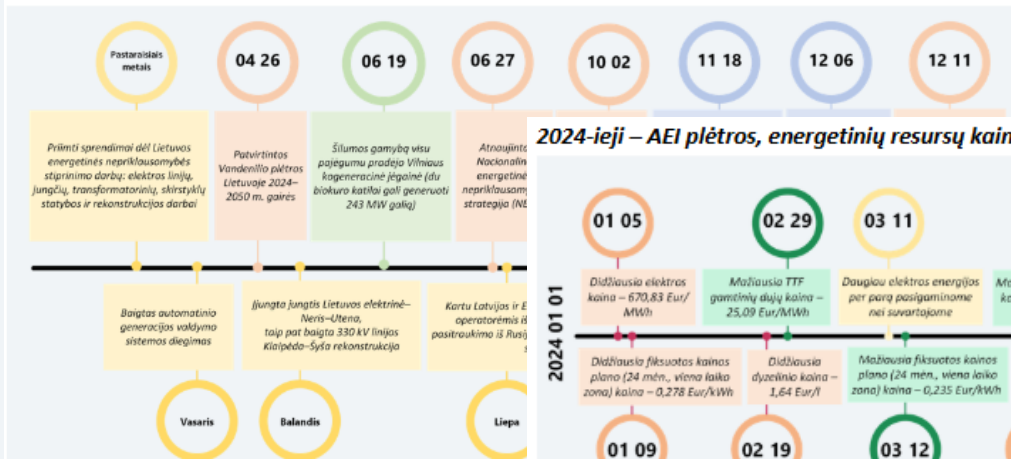 Pastaraisiais
metais
04 26
06 19
06 27
10 02
11 18
12 06
12 11
Priimti sprendimai dėl Lietuvos
energetinės nepriklausomybės
stiprinimo darbų: elektros linijų,
jungčių, transformatorinių, skirstyklų
statybos ir rekonstrukcijos darbai
Patvirtintos
Vandenilio plėtros
Lietuvoje 2024–
2050 m. gairės
Šilumos gamybą visu
pajėgumu pradėjo Vilniaus
kogeneracinė jėgainė (du
biokuro katilai gali generuoti
243 MW galią)
Atnaujinta
Nacionalin
energetinė
nepriklausomy
strategija (NE
Baigtas automatinio
generacijos valdymo
sistemos diegimas
Įjungta jungtis Lietuvos elektrinė–
Neris–Utena,
taip pat baigta 330 kV linijos
Klaipėda–Šyša rekonstrukcija
Kartu Latvijos ir E
operatorėmis iš
pasitraukimo iš Rusij
Vasaris
Balandis
Liepa
2024-ieji – AEI plėtros, energetinių resursų kain
01 05
02 29
03 11
Didžiausia elektros
kaina – 670,83 Eur/
MWh
Mažiausia TTF
gamtinių dujų kaina –
25,09 Eur/MWh
Daugiau elektros energijos
per parą pasigaminome
nei suvartojome
2024 01 01
Didžiausia fiksuotos kainos
plano (24 mėn., viena laiko
zona) kaina – 0,278 Eur/kWh
Didžiausia
dyzelinio kaina –
1,64 Eur/l
Mažiausia fiksuotos kainos
plano (24 mėn., viena laiko
zona) kaina – 0,235 Eur/kWh
01 09
02 19
03 12